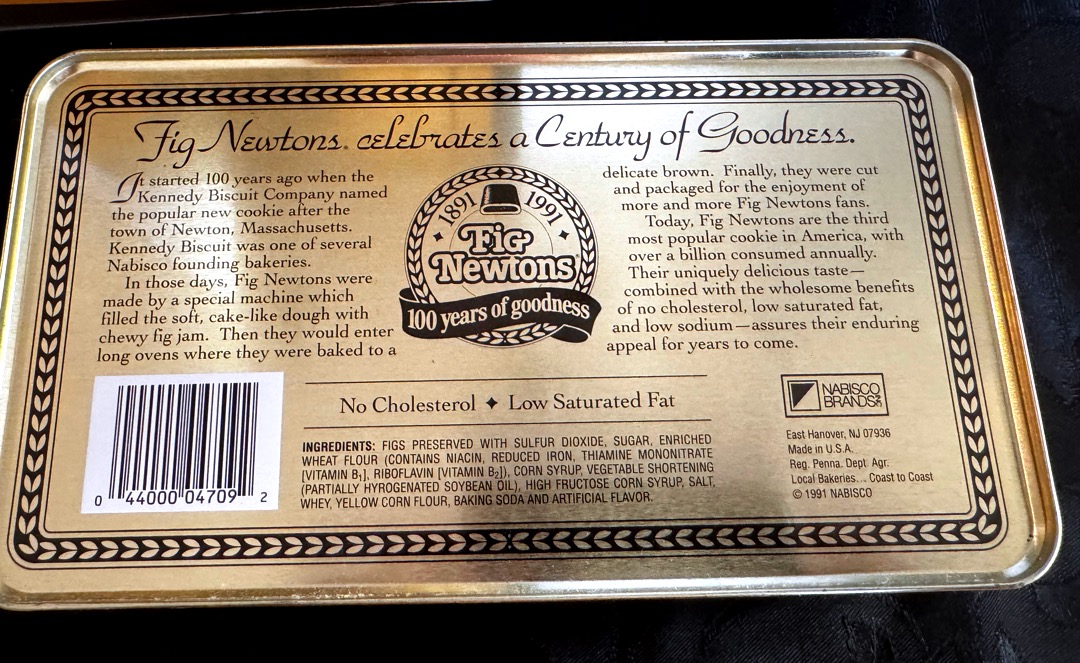 Fig Newtons. celebrates a Century of Goodness.
It started 100 years ago when the
Kennedy Biscuit Company named
the popular new cookie after the
town of Newton, Massachusetts.
Kennedy Biscuit was one of several
Nabisco founding bakeries.
In those days, Fig Newtons were
made by a special machine which
filled the soft, cake-like dough with
chewy fig jam. Then they would enter
long ovens where they were baked to a
1891 1991
Fig
Newtons®
100 years of goodness
delicate brown. Finally, they were cut
and packaged for the enjoyment of
more and more Fig Newtons fans.
Today, Fig Newtons are the third
most popular cookie in America, with
over a billion consumed annually.
Their uniquely delicious taste—
combined with the wholesome benefits
of no cholesterol, low saturated fat,
and low sodium—assures their enduring
appeal for years to come.
0 44000 04709 2
No Cholesterol ✦ Low Saturated Fat
INGREDIENTS: FIGS PRESERVED WITH SULFUR DIOXIDE, SUGAR, ENRICHED
WHEAT FLOUR (CONTAINS NIACIN, REDUCED IRON, THIAMINE MONONITRATE
[VITAMIN B₁], RIBOFLAVIN [VITAMIN B₂]), CORN SYRUP, VEGETABLE SHORTENING
(PARTIALLY HYROGENATED SOYBEAN OIL), HIGH FRUCTOSE CORN SYRUP, SALT,
WHEY, YELLOW CORN FLOUR, BAKING SODA AND ARTIFICIAL FLAVOR.
NABISCO
BRANDS
East Hanover, NJ 07936
Made in U.S.A.
Reg. Penna. Dept. Agr.
Local Bakeries... Coast to Coast
© 1991 NABISCO